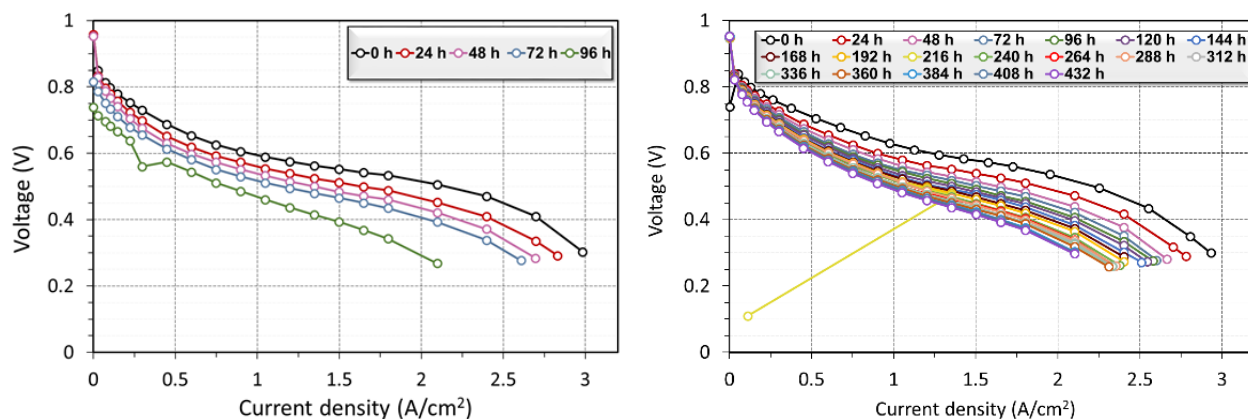 1
0.8
0.6
0.4
0.2
0
Voltage (V)
0 h 24 h 48 h 72 h 96 h
0 0.5 1 1.5 2 2.5 3
Current density (A/cm²)
1
0.8
0.6
0.4
0.2
0
Voltage (V)
0 h 24 h 48 h 72 h 96 h 120 h 144 h
168 h 192 h 216 h 240 h 264 h 288 h 312 h
336 h 360 h 384 h 408 h 432 h
0 0.5 1 1.5 2 2.5 3
Current density (A/cm²)